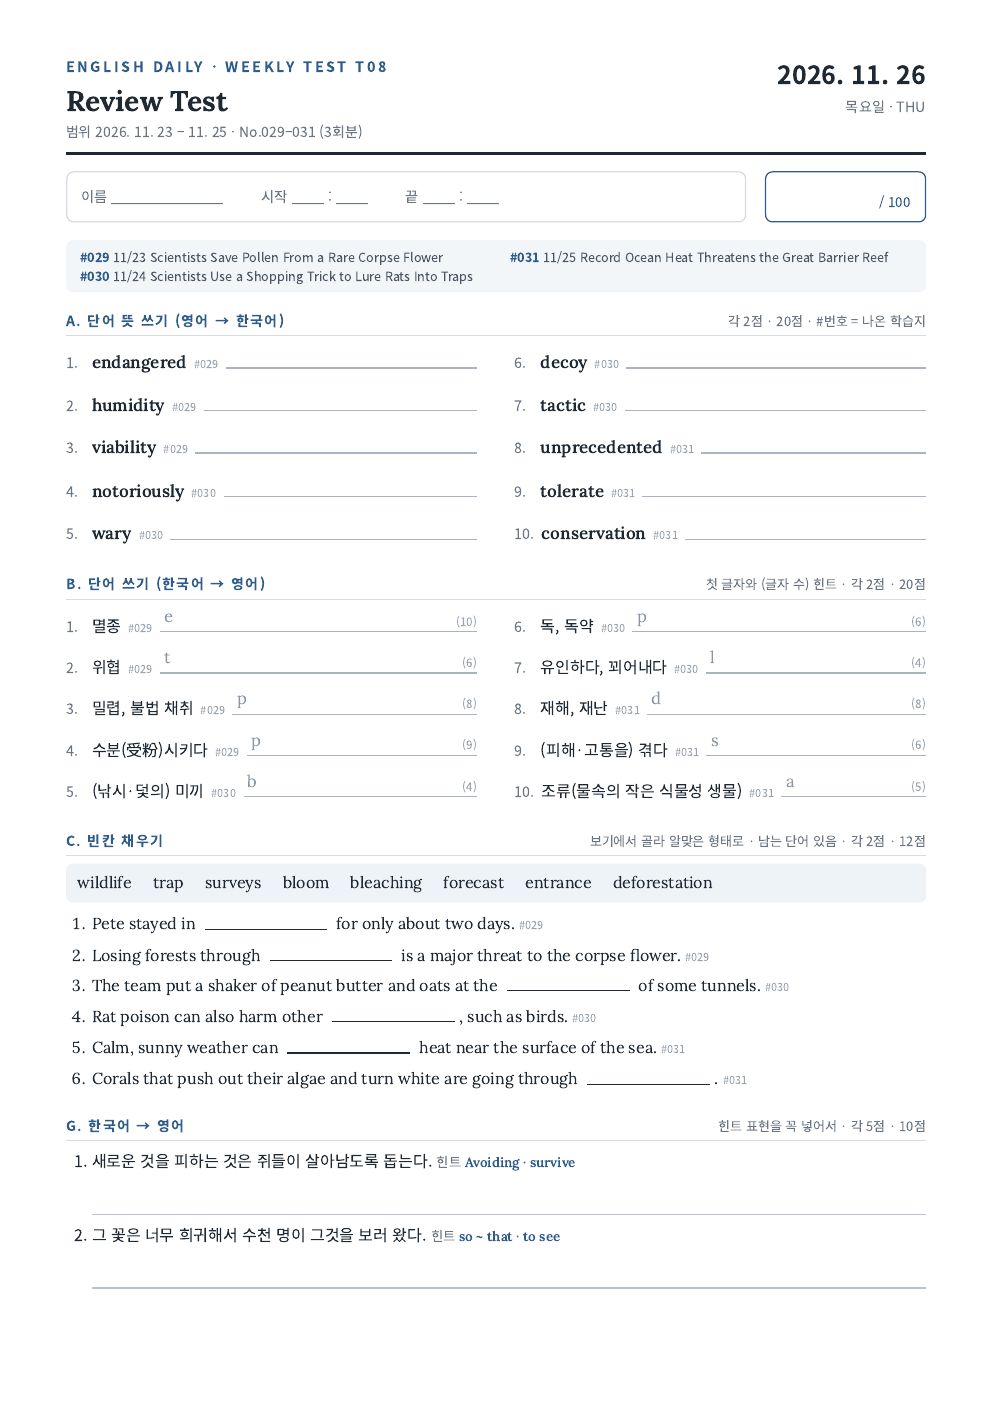 ENGLISH DAILY · WEEKLY TEST T08
2026. 11. 26
Review Test
목요일 · THU
범위 2026. 11. 23 – 11. 25 · No.029–031 (3회분)
이름 ________ 시작 ____ : ____ 끝 ____ : ____
/ 100
#029 11/23 Scientists Save Pollen From a Rare Corpse Flower
#031 11/25 Record Ocean Heat Threatens the Great Barrier Reef
#030 11/24 Scientists Use a Shopping Trick to Lure Rats Into Traps
A. 단어 뜻 쓰기 (영어 → 한국어)
각 2점 · 20점 · #번호 = 나온 학습지
1. endangered #029
6. decoy #030
2. humidity #029
7. tactic #030
3. viability #029
8. unprecedented #031
4. notoriously #030
9. tolerate #031
5. wary #030
10. conservation #031
B. 단어 쓰기 (한국어 → 영어)
첫 글자와 (글자 수) 힌트 · 각 2점 · 20점
1. 멸종 #029 e (10)
6. 독, 독약 #030 p (6)
2. 위협 #029 t (6)
7. 유인하다, 꾀어내다 #030 l (4)
3. 밀렵, 불법 채취 #029 p (8)
8. 재해, 재난 #031 d (8)
4. 수분(受粉)시키다 #029 p (9)
9. (피해·고통을) 겪다 #031 s (6)
5. (낚시·덫의) 미끼 #030 b (4)
10. 조류(물속의 작은 식물성 생물) #031 a (5)
C. 빈칸 채우기
보기에서 골라 알맞은 형태로 · 남는 단어 있음 · 각 2점 · 12점
wildlife trap surveys bloom bleaching forecast entrance deforestation
1. Pete stayed in ________ for only about two days. #029
2. Losing forests through ________ is a major threat to the corpse flower. #029
3. The team put a shaker of peanut butter and oats at the ________ of some tunnels. #030
4. Rat poison can also harm other ________ , such as birds. #030
5. Calm, sunny weather can ________ heat near the surface of the sea. #031
6. Corals that push out their algae and turn white are going through ________ . #031
G. 한국어 → 영어
힌트 표현을 꼭 넣어서 · 각 5점 · 10점
1. 새로운 것을 피하는 것은 쥐들이 살아남도록 돕는다. 힌트 Avoiding · survive
2. 그 꽃은 너무 희귀해서 수천 명이 그것을 보러 왔다. 힌트 so ~ that · to see